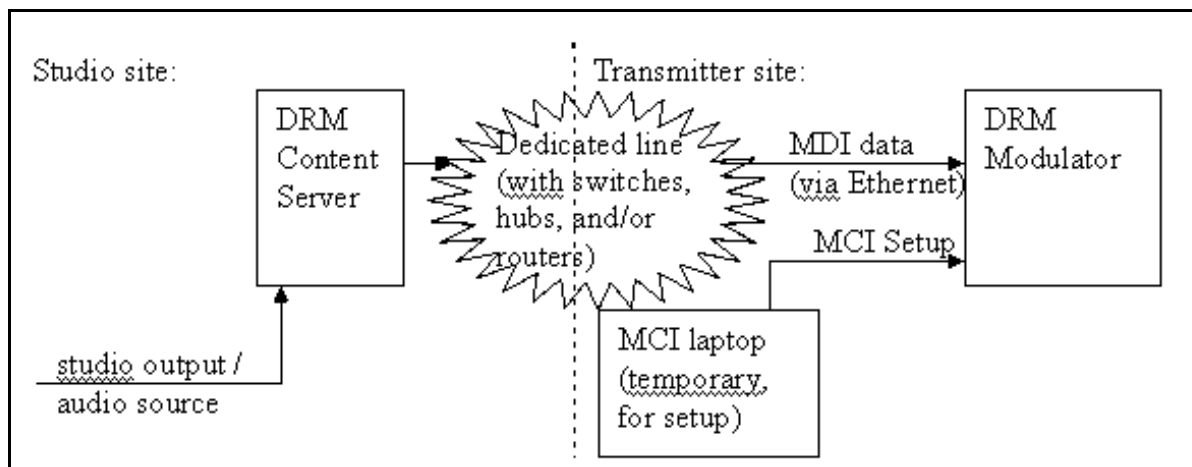 Studio site:
Transmitter site:
DRM
Content
Server
Dedicated line
(with switches,
hubs, and/or
routers)
MDI data
(via Ethernet)
DRM
Modulator
MCI Setup
MCI laptop
(temporary,
for setup)
studio output /
audio source